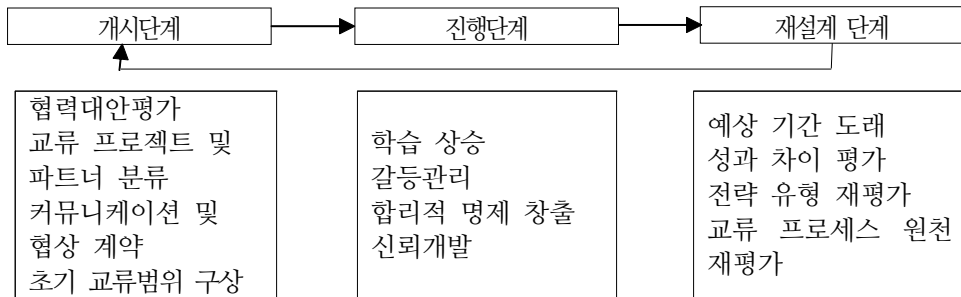 개시단계
진행단계
재설계 단계
협력대안평가
교류 프로젝트 및
파트너 분류
커뮤니케이션 및
협상 계약
초기 교류범위 구상
학습 상승
갈등관리
합리적 명제 창출
신뢰개발
예상 기간 도래
성과 차이 평가
전략 유형 재평가
교류 프로세스 원천
재평가